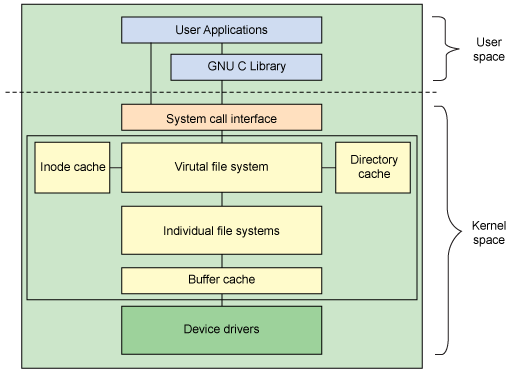 User Applications
GNU C Library
User
space
System call interface
Inode cache
Virutal file system
Directory
cache
Individual file systems
Kernel
space
Buffer cache
Device drivers